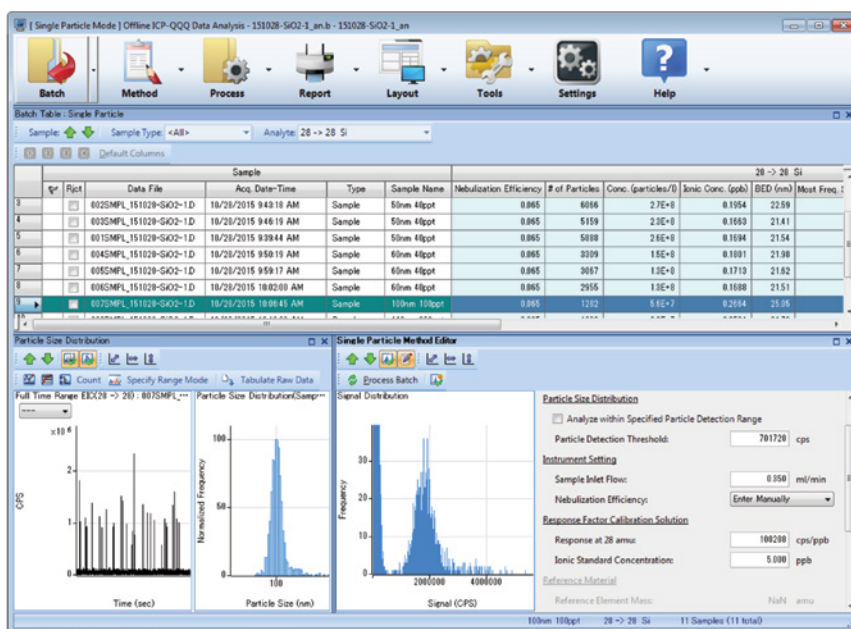 [ Single Particle Mode ] Offline ICP-QQQ Data Analysis - 151028-SiO2-1_an.b - 151028-SiO2-1_an
Batch Method Process Report Layout Tools Settings Help
Batch Table : Single Particle
Sample: Sample Type: <All> Analyte: 28 -> 28 Si
Default Columns
Sample 28 -> 28 Si
Rjct Data File Acq. Date-Time Type Sample Name Nebulization Efficiency # of Particles Conc. (particles/l) Ionic Conc. (ppb) BED (nm) Most Freq.
3 002SMPL_151028-SiO2-1.D 10/28/2015 9:43:18 AM Sample 50nm 40ppt 0.065 6066 2.7E+8 0.1954 22.59
4 003SMPL_151028-SiO2-1.D 10/28/2015 9:46:19 AM Sample 60nm 40ppt 0.065 5159 2.3E+8 0.1663 21.41
5 001SMPL_151028-SiO2-1.D 10/28/2015 9:39:44 AM Sample 50nm 40ppt 0.065 5888 2.6E+8 0.1694 21.54
6 004SMPL_151028-SiO2-1.D 10/28/2015 9:50:19 AM Sample 60nm 40ppt 0.065 3309 1.5E+8 0.1801 21.98
7 005SMPL_151028-SiO2-1.D 10/28/2015 9:59:17 AM Sample 60nm 40ppt 0.065 3067 1.3E+8 0.1713 21.62
8 006SMPL_151028-SiO2-1.D 10/28/2015 10:02:00 AM Sample 60nm 40ppt 0.065 2955 1.3E+8 0.1688 21.51
9 007SMPL_151028-SiO2-1.D 10/28/2015 10:06:45 AM Sample 100nm 100ppt 0.065 1282 5.6E+7 0.2664 25.05
Particle Size Distribution
Single Particle Method Editor
Count Specify Range Mode Tabulate Raw Data
Process Batch
Full Time Range EIC(28 -> 28) : 007SMPL_...
Particle Size Distribution(Sampr...
Signal Distribution
---
x10 6
2
1
0
CPS
Time (sec)
100
50
0
Normalized Frequency
100
Particle Size (nm)
30
20
10
0
Frequency
2000000 4000000
Signal (CPS)
Particle Size Distribution
Analyze within Specified Particle Detection Range
Particle Detection Threshold: 701720 cps
Instrument Setting
Sample Inlet Flow: 0.350 ml/min
Nebulization Efficiency: Enter Manually
Response Factor Calibration Solution
Response at 28 amu: 100200 cps/ppb
Ionic Standard Concentration: 5.000 ppb
Reference Material
Reference Element Mass: NaN amu
100nm 100ppt 28 -> 28 Si 11 Samples (11 total)